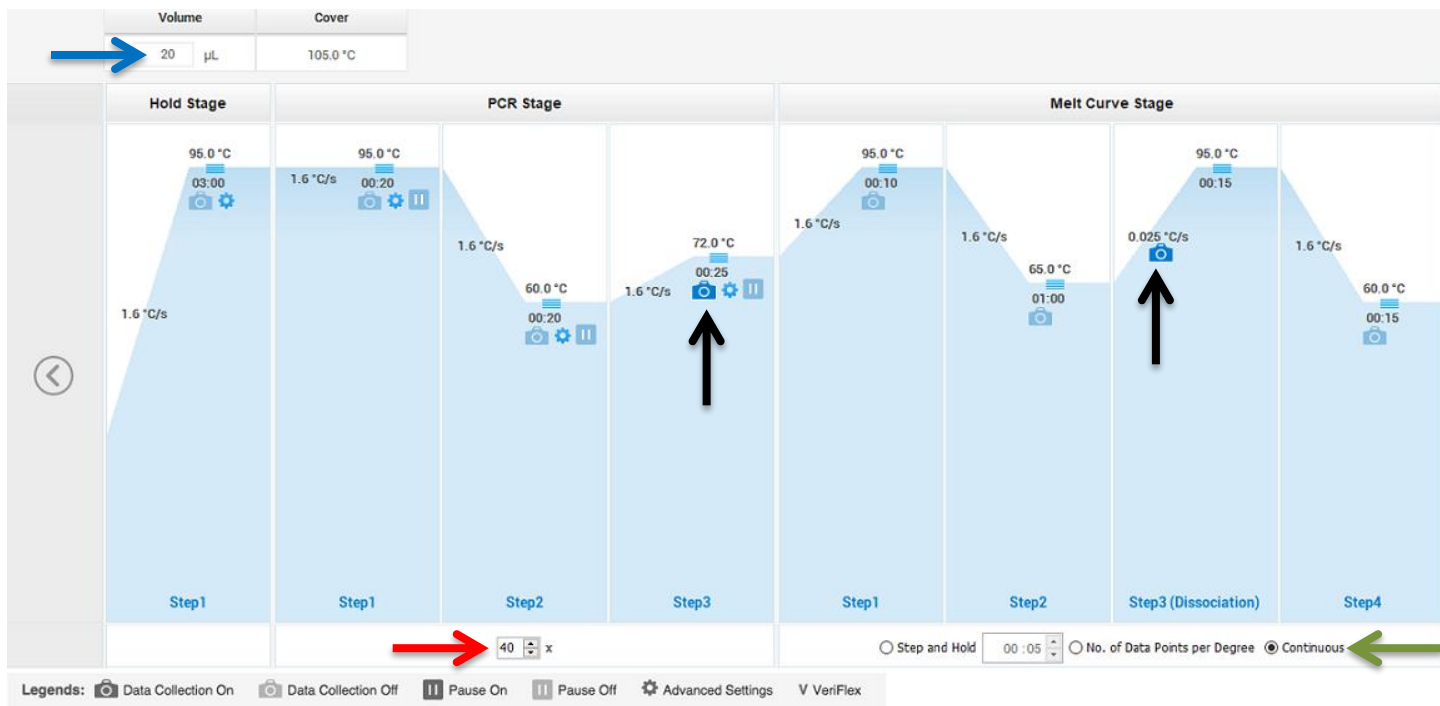 Volume Cover
20 µL 105.0 °C
Hold Stage PCR Stage Melt Curve Stage
95.0 °C
03:00
1.6 °C/s
Step1
95.0 °C
1.6 °C/s
00:20
Step1
1.6 °C/s
60.0 °C
00:20
Step2
72.0 °C
00:25
1.6 °C/s
Step3
95.0 °C
00:10
1.6 °C/s
Step1
1.6 °C/s
65.0 °C
01:00
Step2
95.0 °C
00:15
0.025 °C/s
Step3 (Dissociation)
1.6 °C/s
60.0 °C
00:15
Step4
40 x
Step and Hold 00 :05 No. of Data Points per Degree Continuous
Legends: Data Collection On Data Collection Off Pause On Pause Off Advanced Settings V VeriFlex